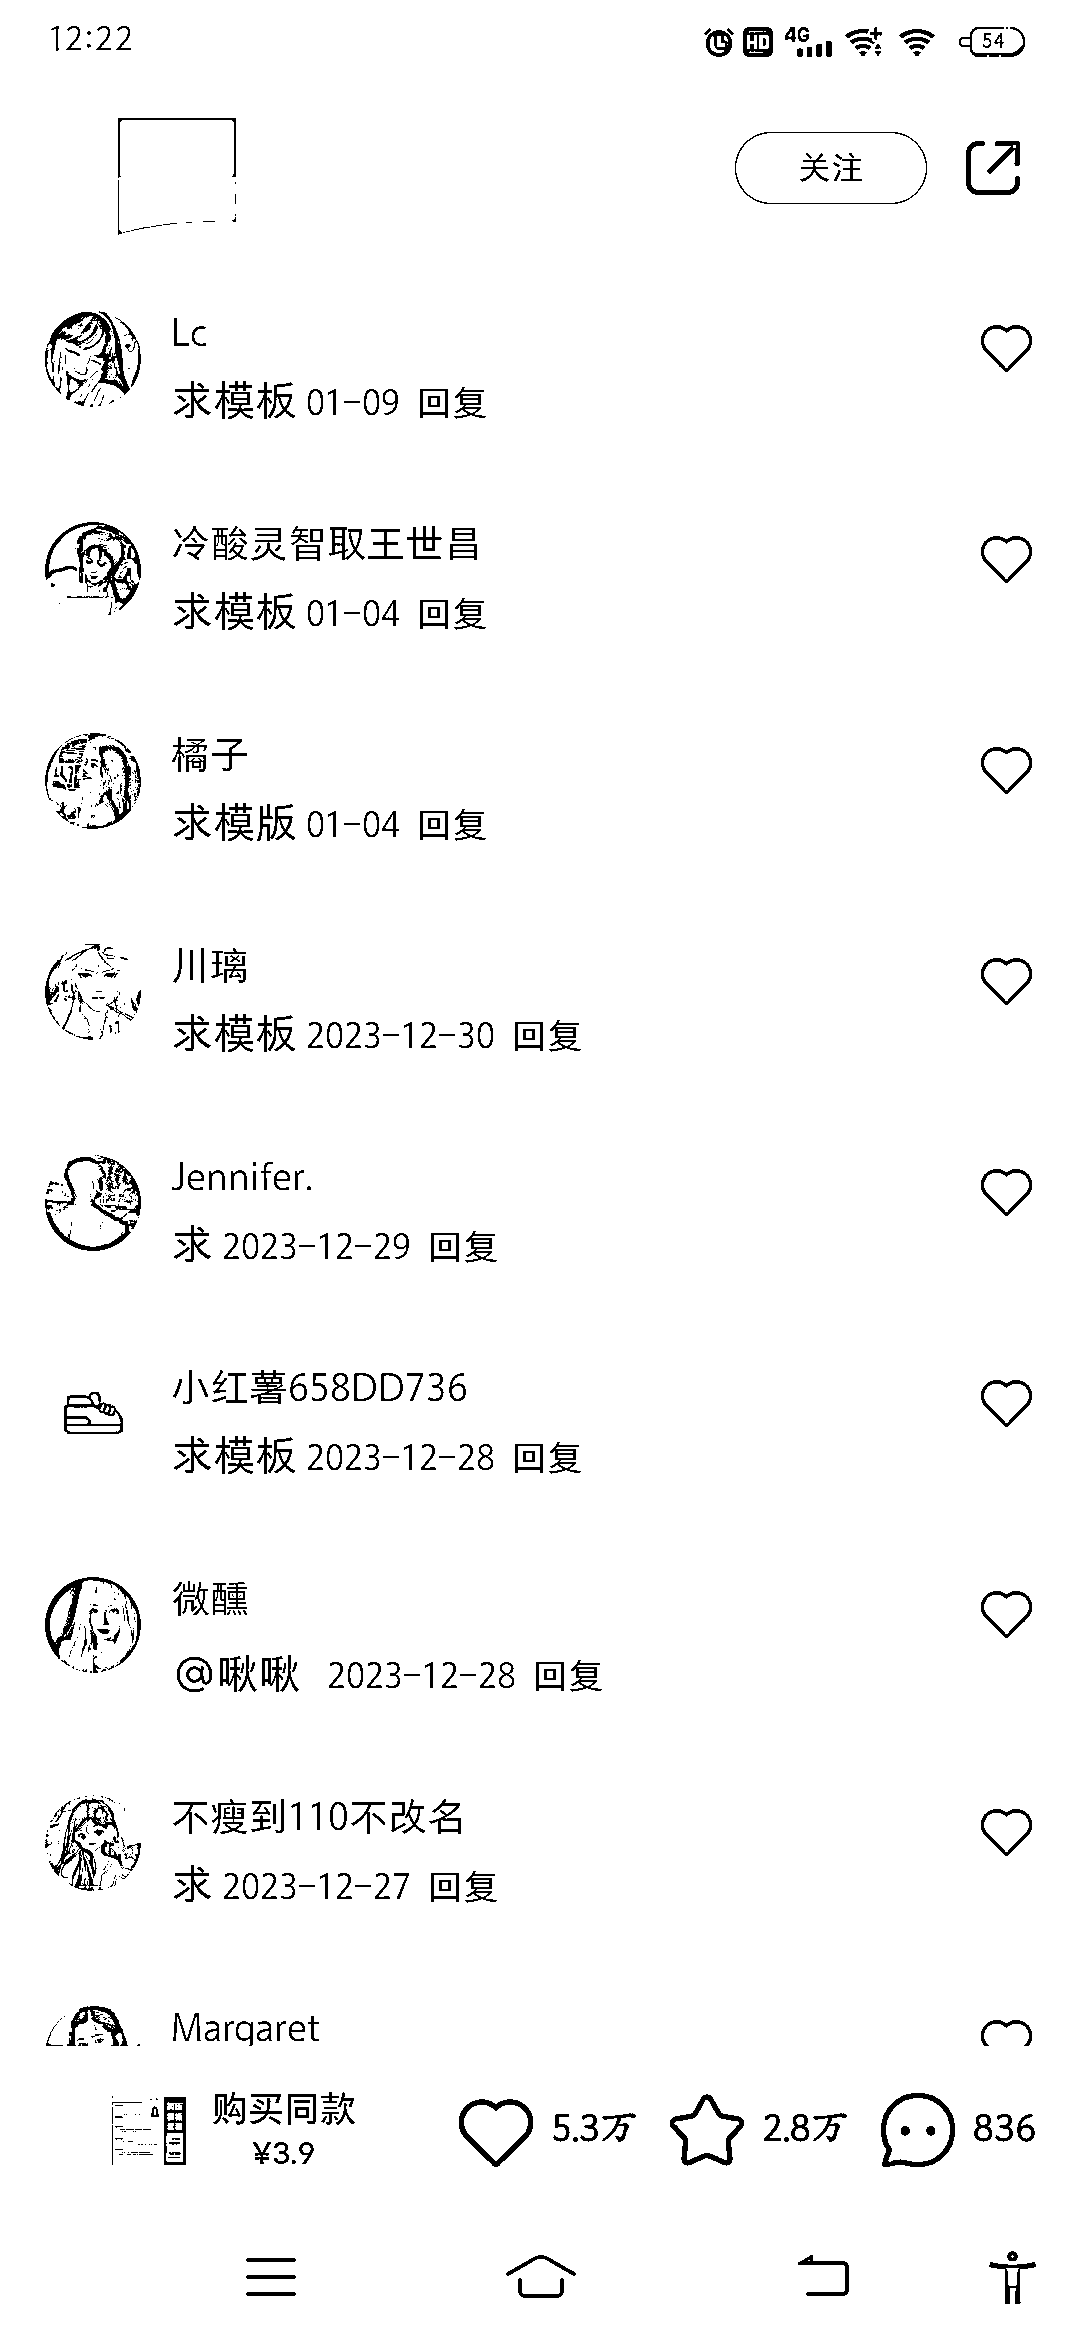 12:22
HD 4G 54
关注
Lc
求模板 01-09 回复
冷酸灵智取王世昌
求模板 01-04 回复
橘子
求模版 01-04 回复
川璃
求模板 2023-12-30 回复
Jennifer.
求 2023-12-29 回复
小红薯658DD736
求模板 2023-12-28 回复
微醺
@啾啾 2023-12-28 回复
不瘦到110不改名
求 2023-12-27 回复
Margaret
购买同款
¥3.9
5.3万
2.8万
836